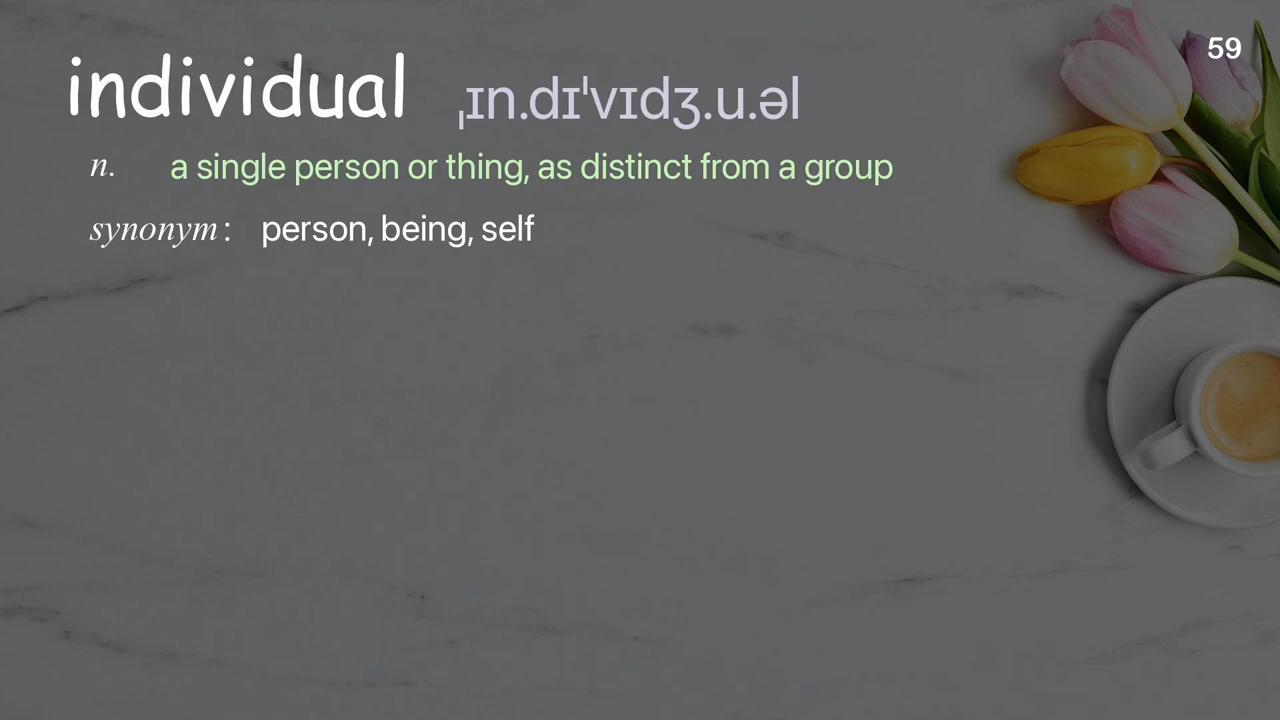 59
individual ˌɪn.dɪˈvɪdʒ.u.əl
n. a single person or thing, as distinct from a group
synonym : person, being, self